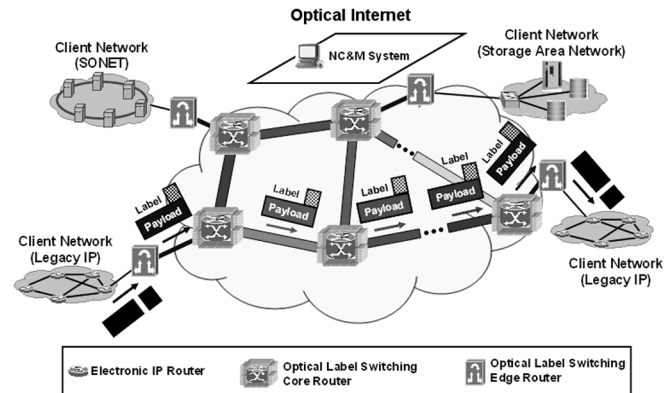 Optical Internet
Client Network
(SONET)
NC&M System
Client Network
(Storage Area Network)
Label
Payload
Label
Payload
Label
Payload
Label
Payload
Label
Payload
Client Network
(Legacy IP)
Client Network
(Legacy IP)
Electronic IP Router
Optical Label Switching
Core Router
Optical Label Switching
Edge Router